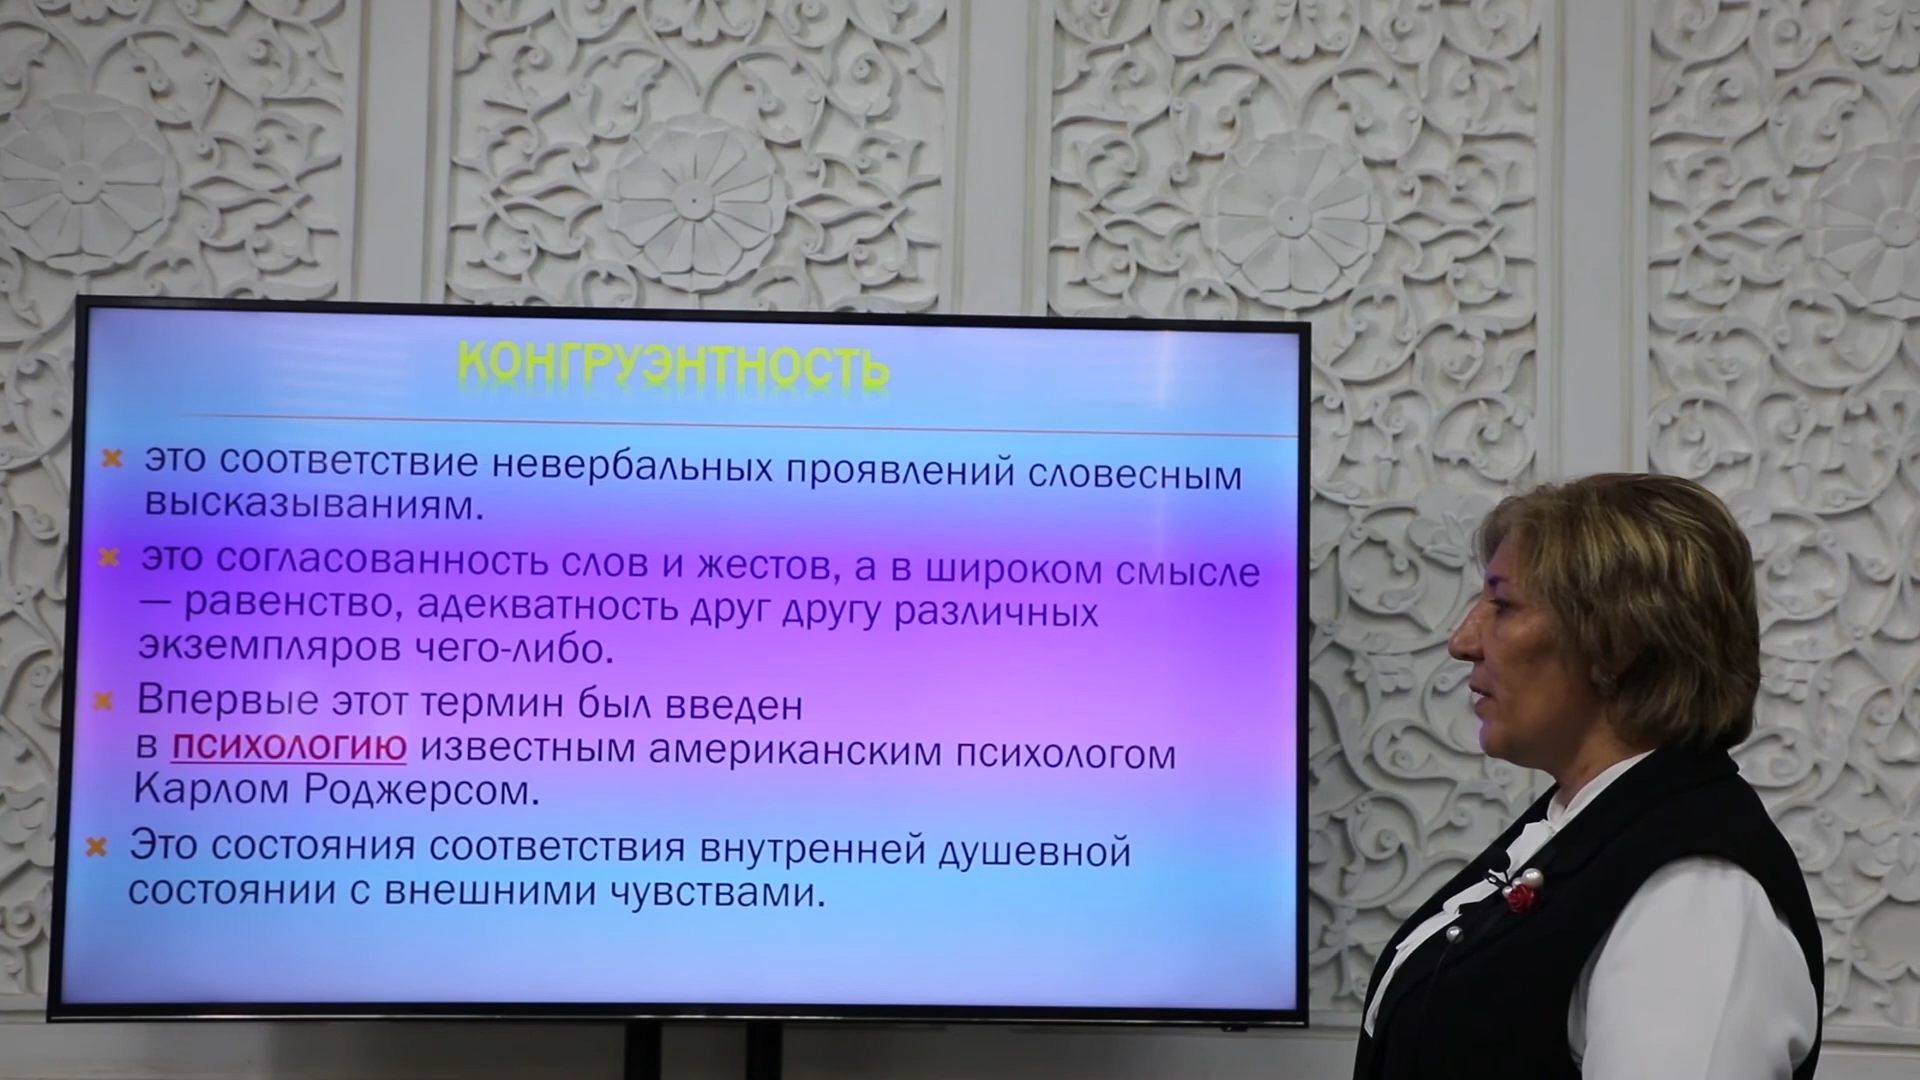 КОНГРУЭНТНОСТЬ
это соответствие невербальных проявлений словесным
высказываниям.
это согласованность слов и жестов, а в широком смысле
— равенство, адекватность друг другу различных
экземпляров чего-либо.
Впервые этот термин был введен
в психологию известным американским психологом
Карлом Роджерсом.
Это состояния соответствия внутренней душевной
состоянии с внешними чувствами.